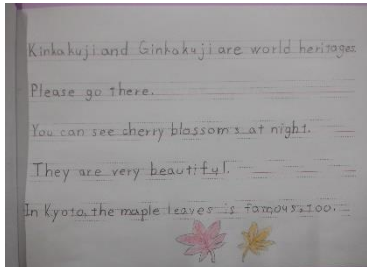 Kinkakuji and Ginkakuji are world heritages
Please go there.
You can see cherry blossoms at night.
They are very beautiful.
In Kyoto, the maple leaves is famous, too.